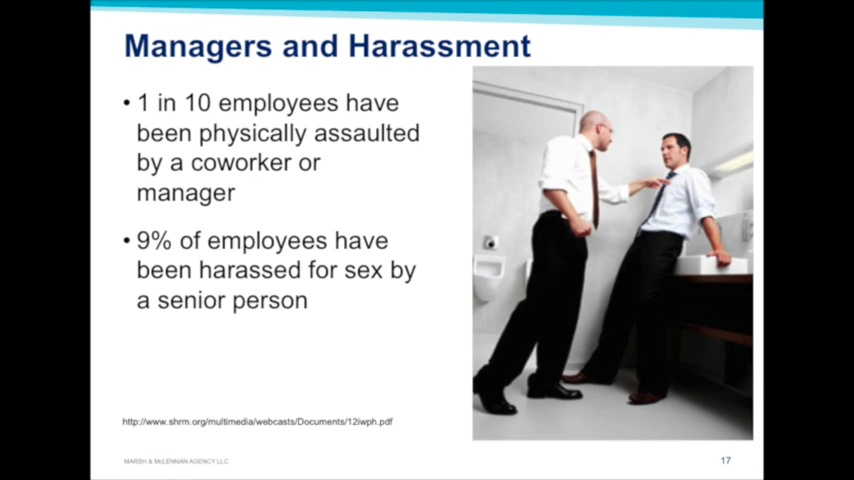 Managers and Harassment
• 1 in 10 employees have
been physically assaulted
by a coworker or
manager
• 9% of employees have
been harassed for sex by
a senior person
http://www.shrm.org/multimedia/webcasts/Documents/12iwph.pdf
MARSH & McLENNAN AGENCY LLC
17